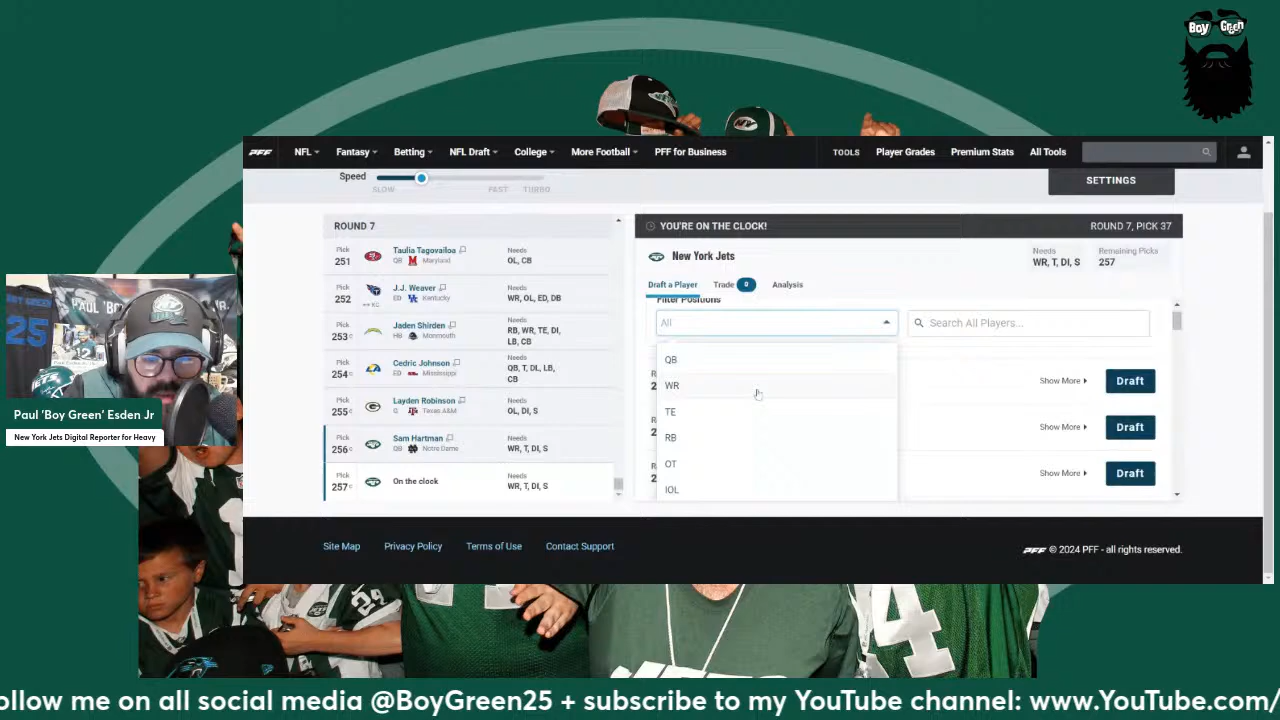 Boy Green
PFF NFL Fantasy Betting NFL Draft College More Football PFF for Business TOOLS Player Grades Premium Stats All Tools
Speed
SLOW FAST TURBO
SETTINGS
ROUND 7
Pick 251
Taulia Tagovailoa
QB M Maryland
Needs
OL, CB
Pick 252
J.J. Weaver
ED Kentucky
Needs
WR, OL, ED, DB
Pick 253
Jaden Shirden
HB Monmouth
Needs
RB, WR, TE, DI,
LB, CB
Pick 254
Cedric Johnson
ED Mississippi
Needs
QB, T, DL, LB,
CB
Pick 255
Layden Robinson
G Texas A&M
Needs
OL, DI, S
Pick 256
Sam Hartman
QB Notre Dame
Needs
WR, T, DI, S
Pick 257
On the clock
Needs
WR, T, DI, S
YOU'RE ON THE CLOCK!
ROUND 7, PICK 37
New York Jets
Needs
WR, T, DI, S
Remaining Picks
257
Draft a Player Trade 0 Analysis
Filter Positions
All
Search All Players...
QB
WR
TE
RB
OT
IOL
Show More Draft
Show More Draft
Show More Draft
Site Map Privacy Policy Terms of Use Contact Support
PFF © 2024 PFF - all rights reserved.
Paul 'Boy Green' Esden Jr
New York Jets Digital Reporter for Heavy
ollow me on all social media @BoyGreen25 + subscribe to my YouTube channel: www.YouTube.com/